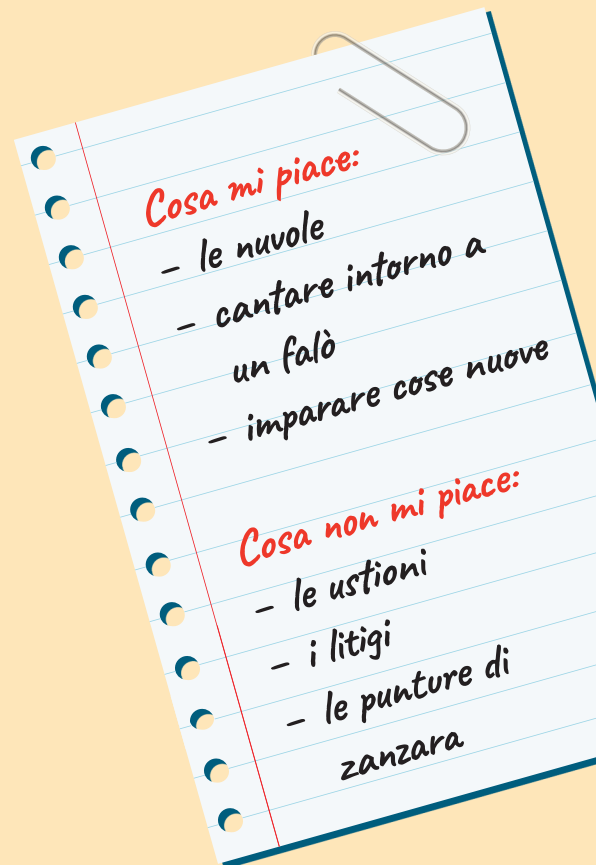 Cosa mi piace:
– le nuvole
– cantare intorno a
un falò
– imparare cose nuove
Cosa non mi piace:
– le ustioni
– i litigi
– le punture di
zanzara